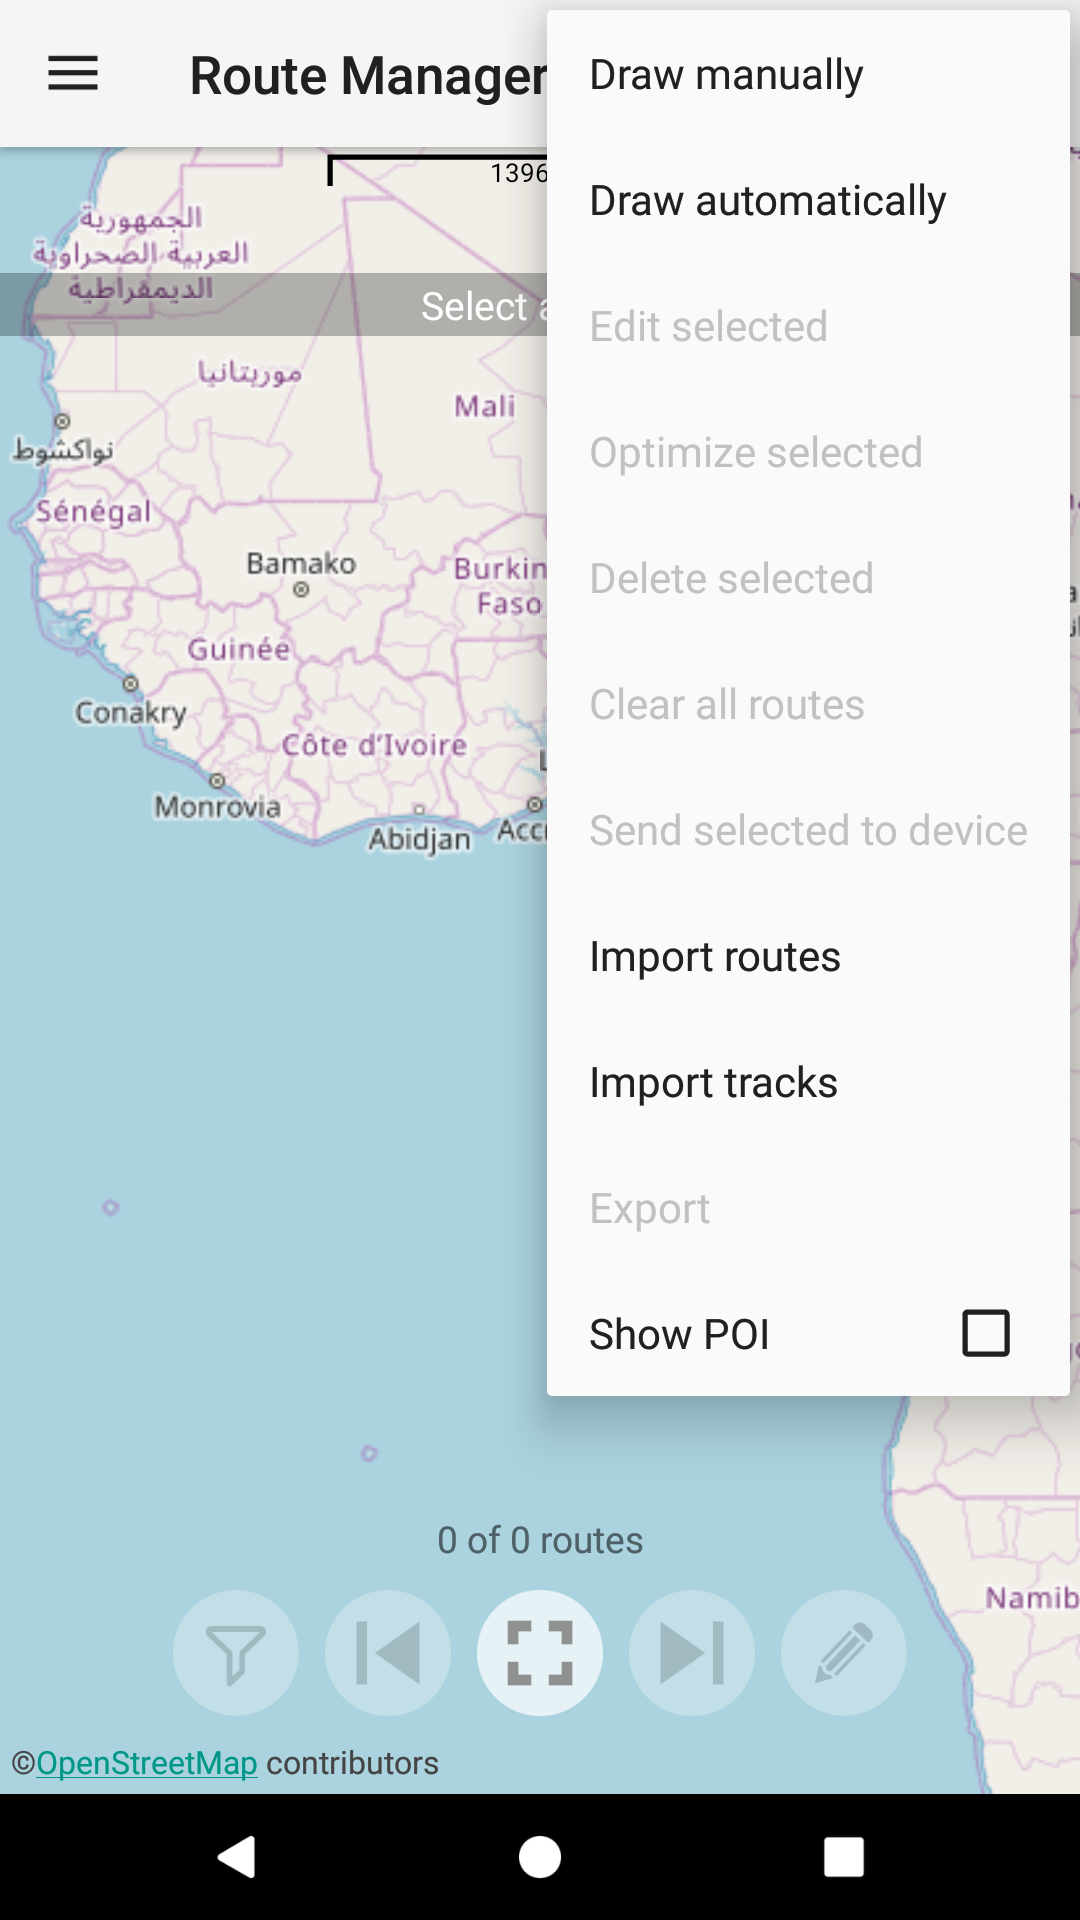 Route Manager
Draw manually
Draw automatically
Edit selected
Optimize selected
Delete selected
Clear all routes
Send selected to device
Import routes
Import tracks
Export
Show POI
1396
Select
الجمهورية
العربية الصحراوية
الديمقراطية
موريتانيا
Mali
نواكشوط
Sénégal
Bamako
Burkin
Faso
Guinée
Conakry
Côte d'Ivoire
Monrovia
Abidjan
Acc
Namib
0 of 0 routes
©OpenStreetMap contributors